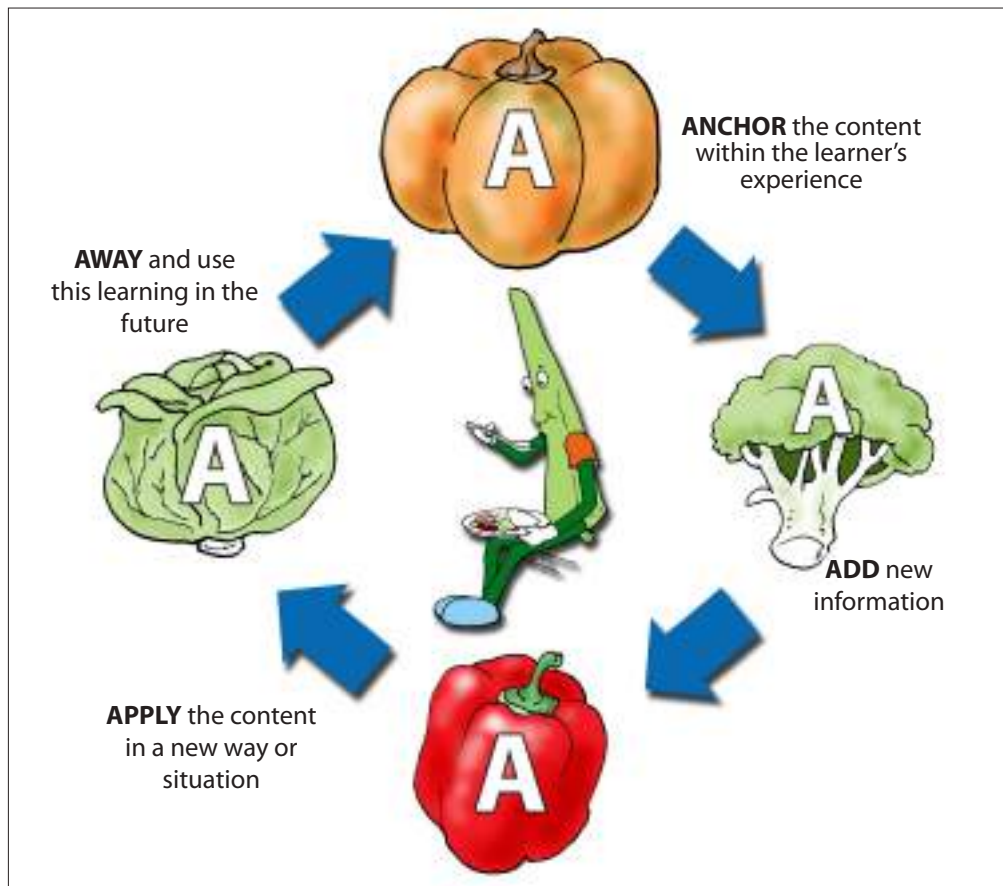 A
ANCHOR the content
within the learner’s
experience
A
ADD new
information
A
APPLY the content
in a new way or
situation
A
AWAY and use
this learning in the
future